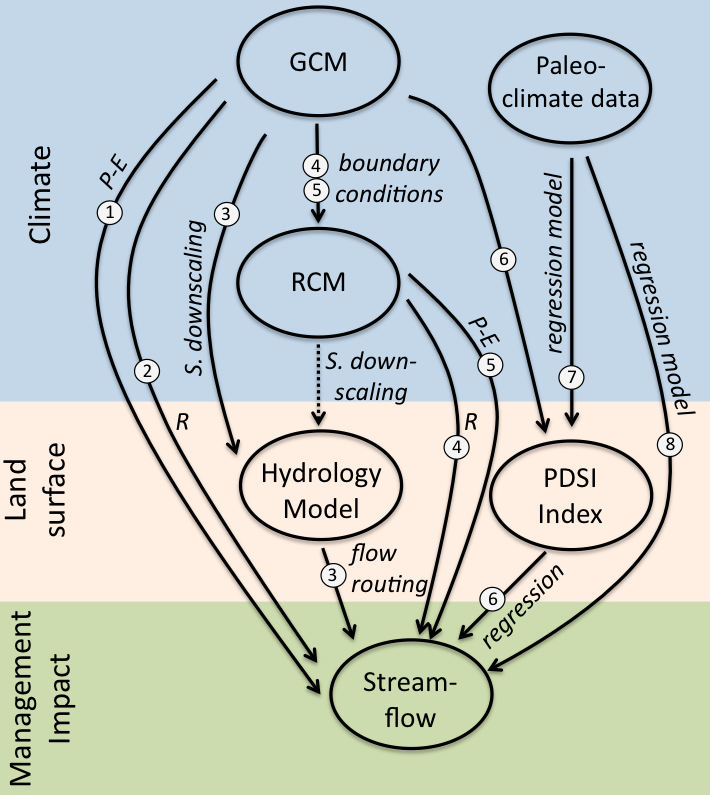 GCM
Paleo-
climate data
Climate
P-E
1
2
R
S. downscaling
3
4
5
boundary
conditions
RCM
S. down-
scaling
P-E
5
R
4
6
regression model
7
regression model
8
Land
surface
Hydrology
Model
PDSI
Index
3
flow
routing
6
regression
Management
Impact
Stream-
flow